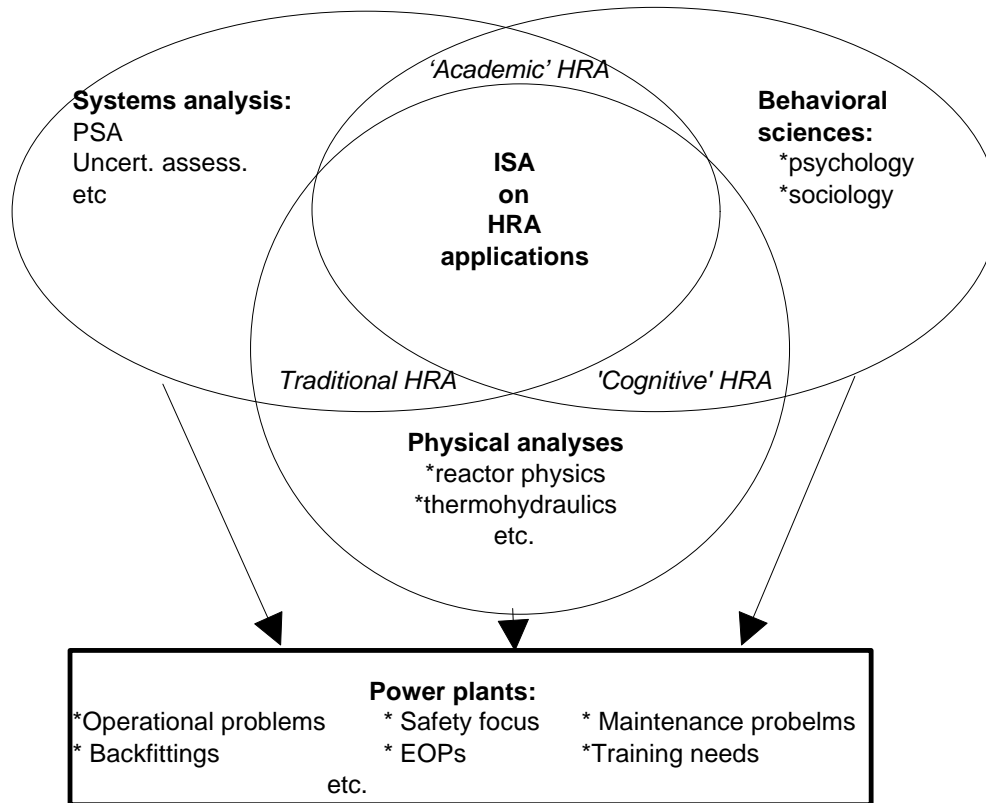 ‘Academic’ HRA
Systems analysis:
PSA
Uncert. assess.
etc
Behavioral
sciences:
*psychology
*sociology
ISA
on
HRA
applications
Traditional HRA
'Cognitive' HRA
Physical analyses
*reactor physics
*thermohydraulics
etc.
Power plants:
*Operational problems * Safety focus * Maintenance probelms
* Backfittings * EOPs *Training needs
etc.